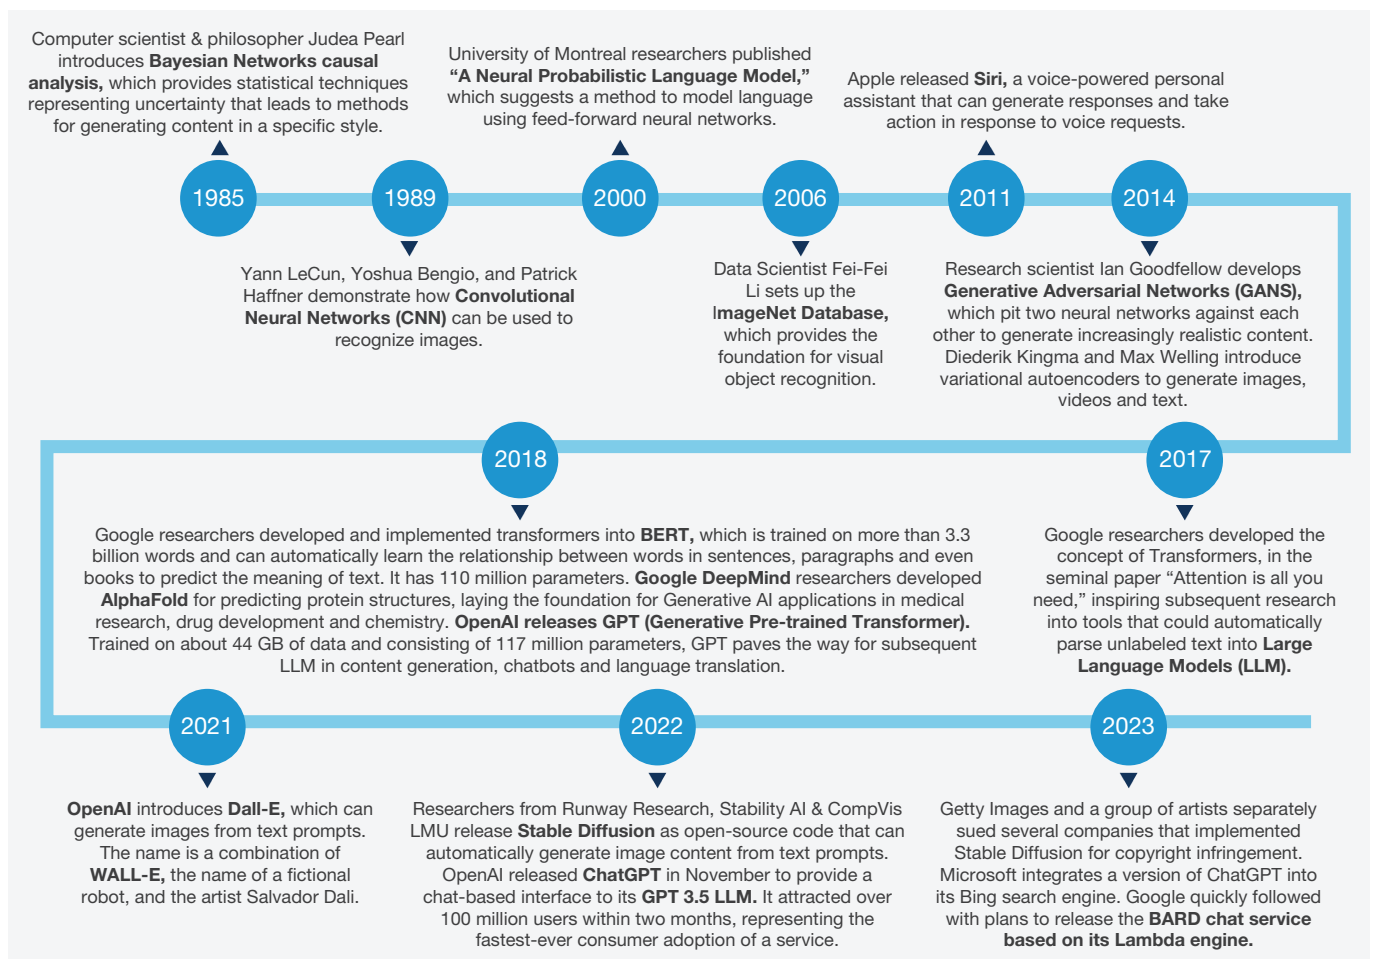 Computer scientist & philosopher Judea Pearl
introduces Bayesian Networks causal
analysis, which provides statistical techniques
representing uncertainty that leads to methods
for generating content in a specific style.
University of Montreal researchers published
“A Neural Probabilistic Language Model,”
which suggests a method to model language
using feed-forward neural networks.
Apple released Siri, a voice-powered personal
assistant that can generate responses and take
action in response to voice requests.
1985
1989
2000
2006
2011
2014
Yann LeCun, Yoshua Bengio, and Patrick
Haffner demonstrate how Convolutional
Neural Networks (CNN) can be used to
recognize images.
Data Scientist Fei-Fei
Li sets up the
ImageNet Database,
which provides the
foundation for visual
object recognition.
Research scientist Ian Goodfellow develops
Generative Adversarial Networks (GANS),
which pit two neural networks against each
other to generate increasingly realistic content.
Diederik Kingma and Max Welling introduce
variational autoencoders to generate images,
videos and text.
2018
2017
Google researchers developed and implemented transformers into BERT, which is trained on more than 3.3
billion words and can automatically learn the relationship between words in sentences, paragraphs and even
books to predict the meaning of text. It has 110 million parameters. Google DeepMind researchers developed
AlphaFold for predicting protein structures, laying the foundation for Generative AI applications in medical
research, drug development and chemistry. OpenAI releases GPT (Generative Pre-trained Transformer).
Trained on about 44 GB of data and consisting of 117 million parameters, GPT paves the way for subsequent
LLM in content generation, chatbots and language translation.
Google researchers developed the
concept of Transformers, in the
seminal paper “Attention is all you
need,” inspiring subsequent research
into tools that could automatically
parse unlabeled text into Large
Language Models (LLM).
2021
2022
2023
OpenAI introduces Dall-E, which can
generate images from text prompts.
The name is a combination of
WALL-E, the name of a fictional
robot, and the artist Salvador Dali.
Researchers from Runway Research, Stability AI & CompVis
LMU release Stable Diffusion as open-source code that can
automatically generate image content from text prompts.
OpenAI released ChatGPT in November to provide a
chat-based interface to its GPT 3.5 LLM. It attracted over
100 million users within two months, representing the
fastest-ever consumer adoption of a service.
Getty Images and a group of artists separately
sued several companies that implemented
Stable Diffusion for copyright infringement.
Microsoft integrates a version of ChatGPT into
its Bing search engine. Google quickly followed
with plans to release the BARD chat service
based on its Lambda engine.